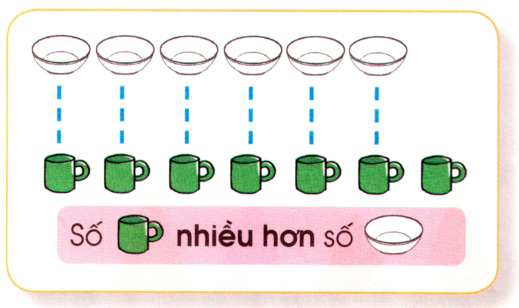 Số nhiều hơn số